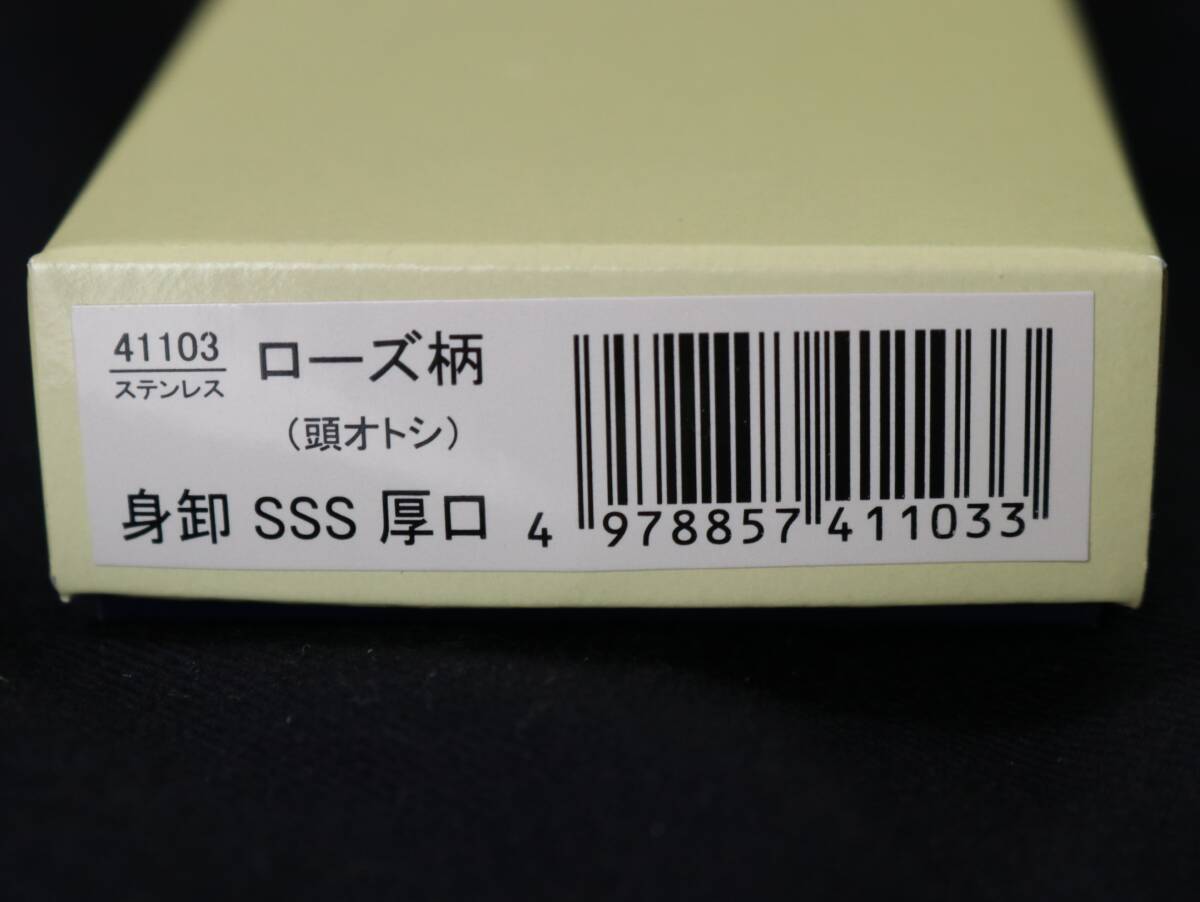 41103
ステンレス
ローズ柄
（頭オトシ）
身卸 SSS 厚口
4 978857 411033